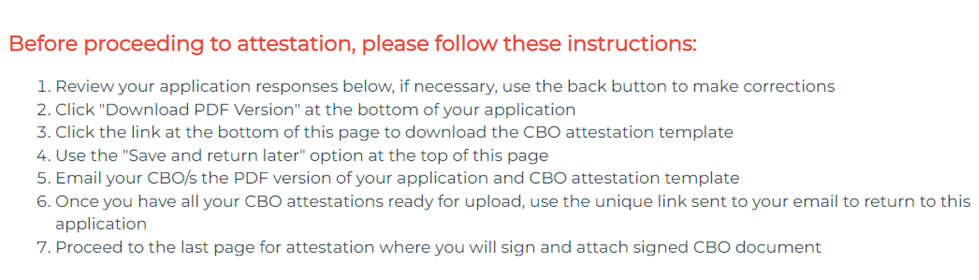 Before proceeding to attestation, please follow these instructions:
1. Review your application responses below, if necessary, use the back button to make corrections
2. Click "Download PDF Version" at the bottom of your application
3. Click the link at the bottom of this page to download the CBO attestation template
4. Use the "Save and return later" option at the top of this page
5. Email your CBO/s the PDF version of your application and CBO attestation template
6. Once you have all your CBO attestations ready for upload, use the unique link sent to your email to return to this
application
7. Proceed to the last page for attestation where you will sign and attach signed CBO document